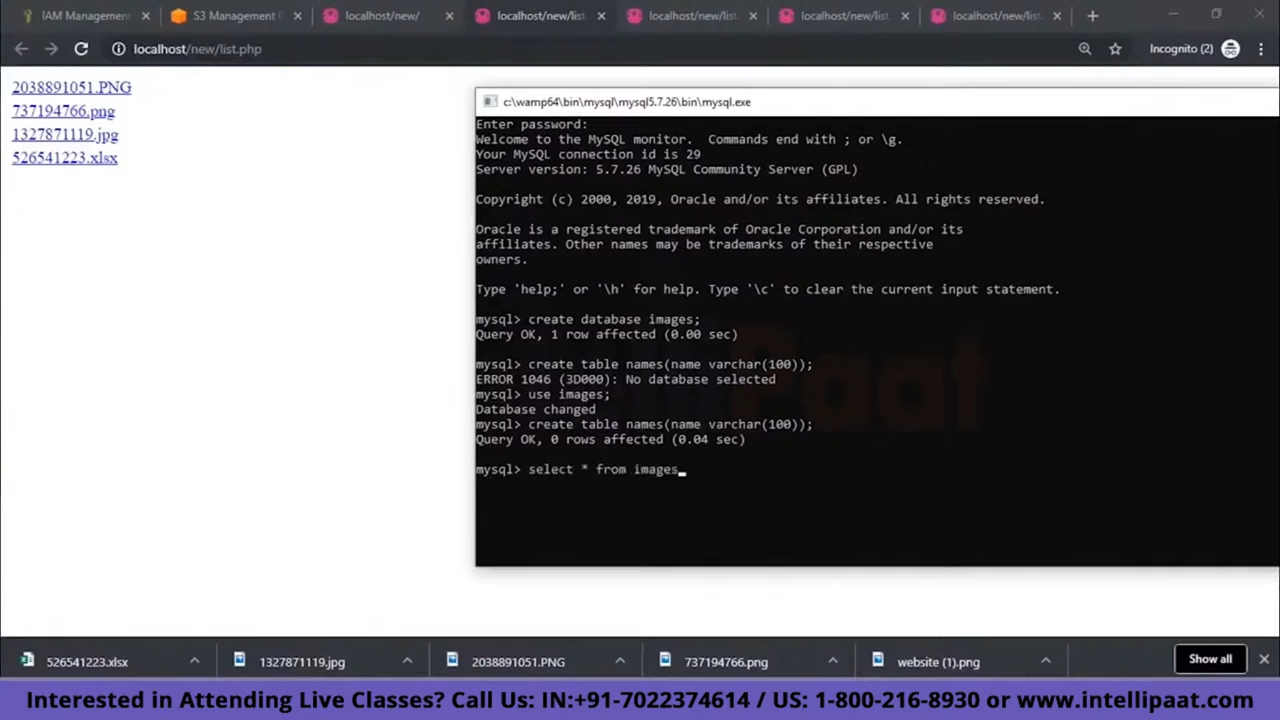 IAM Management
S3 Management C
localhost/new/
localhost/new/list
localhost/new/list.
localhost/new/list.
localhost/new/list.
localhost/new/list.php
Incognito (2)
2038891051.PNG
737194766.png
1327871119.jpg
526541223.xlsx
c:\wamp64\bin\mysql\mysql5.7.26\bin\mysql.exe
Enter password:
Welcome to the MySQL monitor.  Commands end with ; or \g.
Your MySQL connection id is 29
Server version: 5.7.26 MySQL Community Server (GPL)
Copyright (c) 2000, 2019, Oracle and/or its affiliates. All rights reserved.
Oracle is a registered trademark of Oracle Corporation and/or its
affiliates. Other names may be trademarks of their respective
owners.
Type 'help;' or '\h' for help. Type '\c' to clear the current input statement.
mysql> create database images;
Query OK, 1 row affected (0.00 sec)
mysql> create table names(name varchar(100));
ERROR 1046 (3D000): No database selected
mysql> use images;
Database changed
mysql> create table names(name varchar(100));
Query OK, 0 rows affected (0.04 sec)
mysql> select * from images
526541223.xlsx
1327871119.jpg
2038891051.PNG
737194766.png
website (1).png
Show all
Interested in Attending Live Classes? Call Us: IN:+91-7022374614 / US: 1-800-216-8930 or www.intellipaat.com